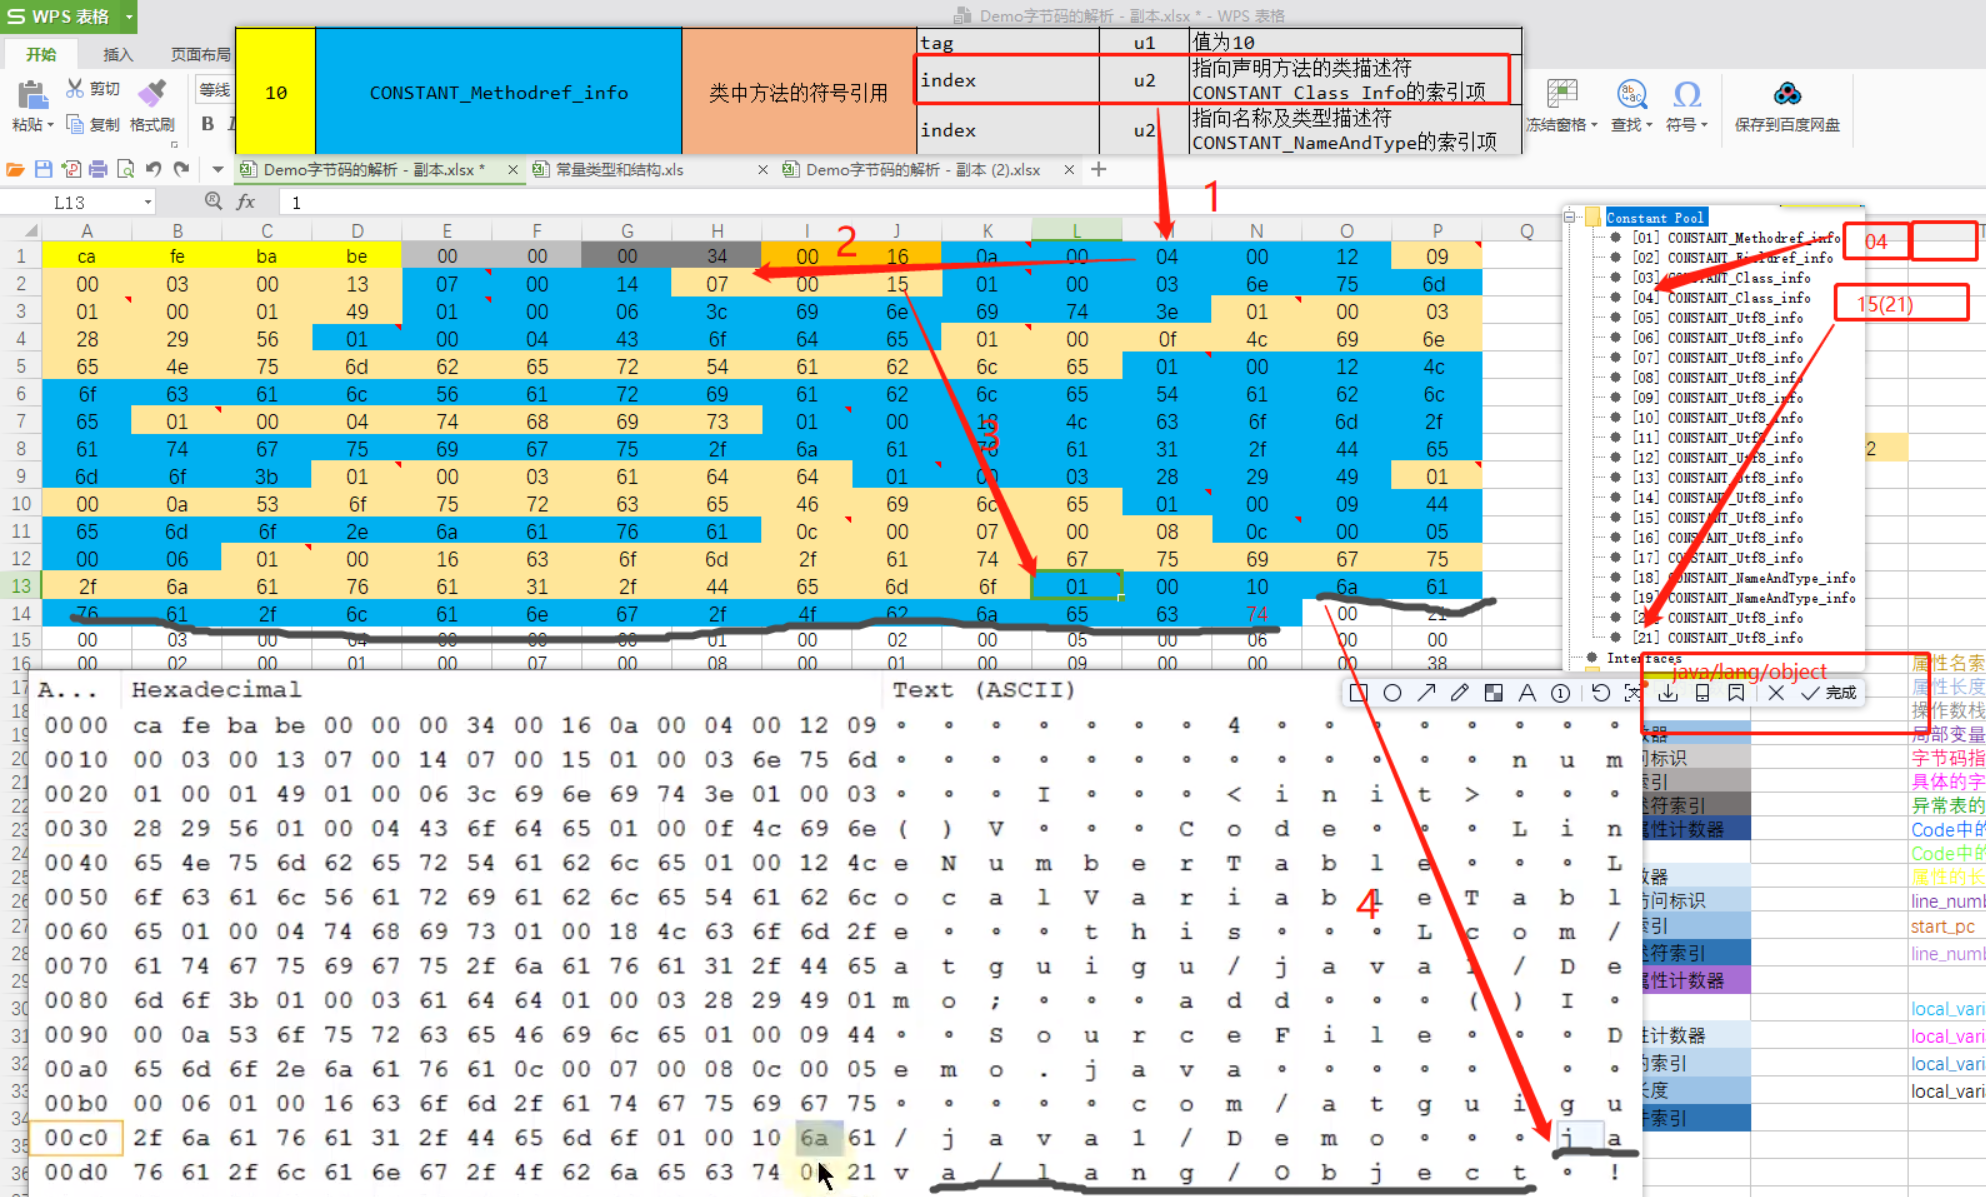 WPS 表格
Demo字节码的解析 - 副本.xlsx * - WPS 表格
开始 插入 页面布局
剪切 等线
粘贴 复制 格式刷 B
冻结窗格 查找 符号 保存到百度网盘
10 CONSTANT_Methodref_info 类中方法的符号引用
tag u1 值为10
index u2 指向声明方法的类描述符
CONSTANT_Class_Info的索引项
index u2 指向名称及类型描述符
CONSTANT_NameAndType的索引项
Demo字节码的解析 - 副本.xlsx * 常量类型和结构.xls Demo字节码的解析 - 副本 (2).xlsx
L13 fx 1
1
2
3
4
A B C D E F G H I J K L N O P Q
1 ca fe ba be 00 00 00 34 00 16 0a 00 04 00 12 09
2 00 03 00 13 07 00 14 07 00 15 01 00 03 6e 75 6d
3 01 00 01 49 01 00 06 3c 69 6e 69 74 3e 01 00 03
4 28 29 56 01 00 04 43 6f 64 65 01 00 0f 4c 69 6e
5 65 4e 75 6d 62 65 72 54 61 62 6c 65 01 00 12 4c
6 6f 63 61 6c 56 61 72 69 61 62 6c 65 54 61 62 6c
7 65 01 00 04 74 68 69 73 01 00 18 4c 63 6f 6d 2f
8 61 74 67 75 69 67 75 2f 6a 61 76 61 31 2f 44 65
9 6d 6f 3b 01 00 03 61 64 64 01 00 03 28 29 49 01
10 00 0a 53 6f 75 72 63 65 46 69 6c 65 01 00 09 44
11 65 6d 6f 2e 6a 61 76 61 0c 00 07 00 08 0c 00 05
12 00 06 01 00 16 63 6f 6d 2f 61 74 67 75 69 67 75
13 2f 6a 61 76 61 31 2f 44 65 6d 6f 01 00 10 6a 61
14 76 61 2f 6c 61 6e 67 2f 4f 62 6a 65 63 74 00 21
15 00 03 00 04 00 00 00 01 00 02 00 05 00 06 00 00
16 00 02 00 01 00 07 00 08 00 01 00 09 00 00 00 38
Constant Pool
[01] CONSTANT_Methodref_info 04
[02] CONSTANT_Fieldref_info
[03] CONSTANT_Class_info
[04] CONSTANT_Class_info 15(21)
[05] CONSTANT_Utf8_info
[06] CONSTANT_Utf8_info
[07] CONSTANT_Utf8_info
[08] CONSTANT_Utf8_info
[09] CONSTANT_Utf8_info
[10] CONSTANT_Utf8_info
[11] CONSTANT_Utf8_info
[12] CONSTANT_Utf8_info
[13] CONSTANT_Utf8_info
[14] CONSTANT_Utf8_info
[15] CONSTANT_Utf8_info
[16] CONSTANT_Utf8_info
[17] CONSTANT_Utf8_info
[18] CONSTANT_NameAndType_info
[19] CONSTANT_NameAndType_info
[20] CONSTANT_Utf8_info
[21] CONSTANT_Utf8_info
Interfaces
java/lang/object
完成
A... Hexadecimal Text (ASCII)
0000 ca fe ba be 00 00 00 34 00 16 0a 00 04 00 12 09 ∘ ∘ ∘ ∘ ∘ ∘ ∘ 4 ∘ ∘ ∘ ∘ ∘ ∘ ∘ ∘
0010 00 03 00 13 07 00 14 07 00 15 01 00 03 6e 75 6d ∘ ∘ ∘ ∘ ∘ ∘ ∘ ∘ ∘ ∘ ∘ ∘ ∘ n u m
0020 01 00 01 49 01 00 06 3c 69 6e 69 74 3e 01 00 03 ∘ ∘ ∘ I ∘ ∘ ∘ < i n i t > ∘ ∘ ∘
0030 28 29 56 01 00 04 43 6f 64 65 01 00 0f 4c 69 6e ( ) V ∘ ∘ ∘ C o d e ∘ ∘ ∘ L i n
0040 65 4e 75 6d 62 65 72 54 61 62 6c 65 01 00 12 4c e N u m b e r T a b l e ∘ ∘ ∘ L
0050 6f 63 61 6c 56 61 72 69 61 62 6c 65 54 61 62 6c o c a l V a r i a b l e T a b l
0060 65 01 00 04 74 68 69 73 01 00 18 4c 63 6f 6d 2f e ∘ ∘ ∘ t h i s ∘ ∘ ∘ L c o m /
0070 61 74 67 75 69 67 75 2f 6a 61 76 61 31 2f 44 65 a t g u i g u / j a v a 1 / D e
0080 6d 6f 3b 01 00 03 61 64 64 01 00 03 28 29 49 01 m o ; ∘ ∘ ∘ a d d ∘ ∘ ∘ ( ) I ∘
0090 00 0a 53 6f 75 72 63 65 46 69 6c 65 01 00 09 44 ∘ ∘ S o u r c e F i l e ∘ ∘ ∘ D
00a0 65 6d 6f 2e 6a 61 76 61 0c 00 07 00 08 0c 00 05 e m o . j a v a ∘ ∘ ∘ ∘ ∘ ∘ ∘ ∘
00b0 00 06 01 00 16 63 6f 6d 2f 61 74 67 75 69 67 75 ∘ ∘ ∘ ∘ ∘ c o m / a t g u i g u
00c0 2f 6a 61 76 61 31 2f 44 65 6d 6f 01 00 10 6a 61 / j a v a 1 / D e m o ∘ ∘ ∘ j a
00d0 76 61 2f 6c 61 6e 67 2f 4f 62 6a 65 63 74 00 21 v a / l a n g / O b j e c t ∘ !
属性名索
属性长度
操作数栈
局部变量
字节码指
具体的字
异常表的
Code中的
Code中的
属性的长
line_numb
start_pc
line_numb
local_vari
local_vari
local_vari
local_vari
数器
问标识
索引
述符索引
属性计数器
数器
访问标识
索引
述符索引
属性计数器
性计数器
的索引
长度
件索引